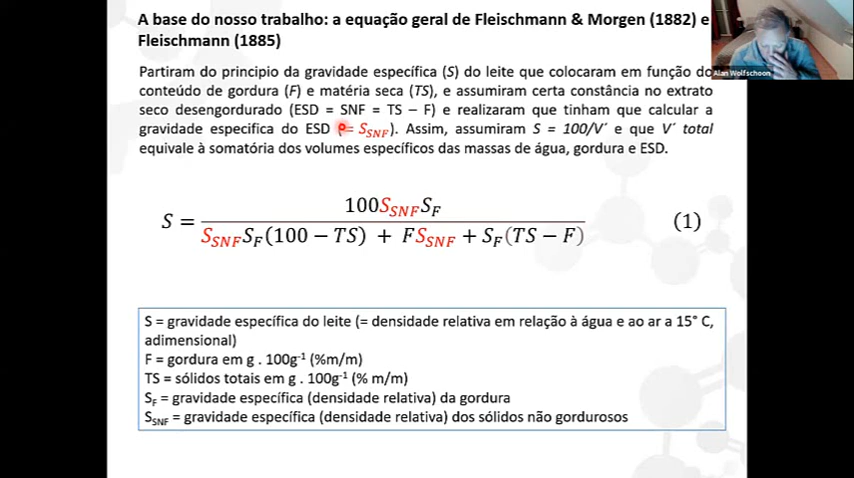 A base do nosso trabalho: a equação geral de Fleischmann & Morgen (1882) e
Fleischmann (1885)
Alan Wolfschoon
Partiram do principio da gravidade específica (S) do leite que colocaram em função do
conteúdo de gordura (F) e matéria seca (TS), e assumiram certa constância no extrato
seco desengordurado (ESD = SNF = TS – F) e realizaram que tinham que calcular a
gravidade especifica do ESD (= S_SNF). Assim, assumiram S = 100/V´ e que V´ total
equivale à somatória dos volumes específicos das massas de água, gordura e ESD.
S = 100S_SNF S_F / (S_SNF S_F(100 − TS) + FS_SNF + S_F(TS − F)) (1)
S = gravidade específica do leite (= densidade relativa em relação à água e ao ar a 15° C,
adimensional)
F = gordura em g . 100g⁻¹ (%m/m)
TS = sólidos totais em g . 100g⁻¹ (% m/m)
S_F = gravidade específica (densidade relativa) da gordura
S_SNF = gravidade específica (densidade relativa) dos sólidos não gordurosos